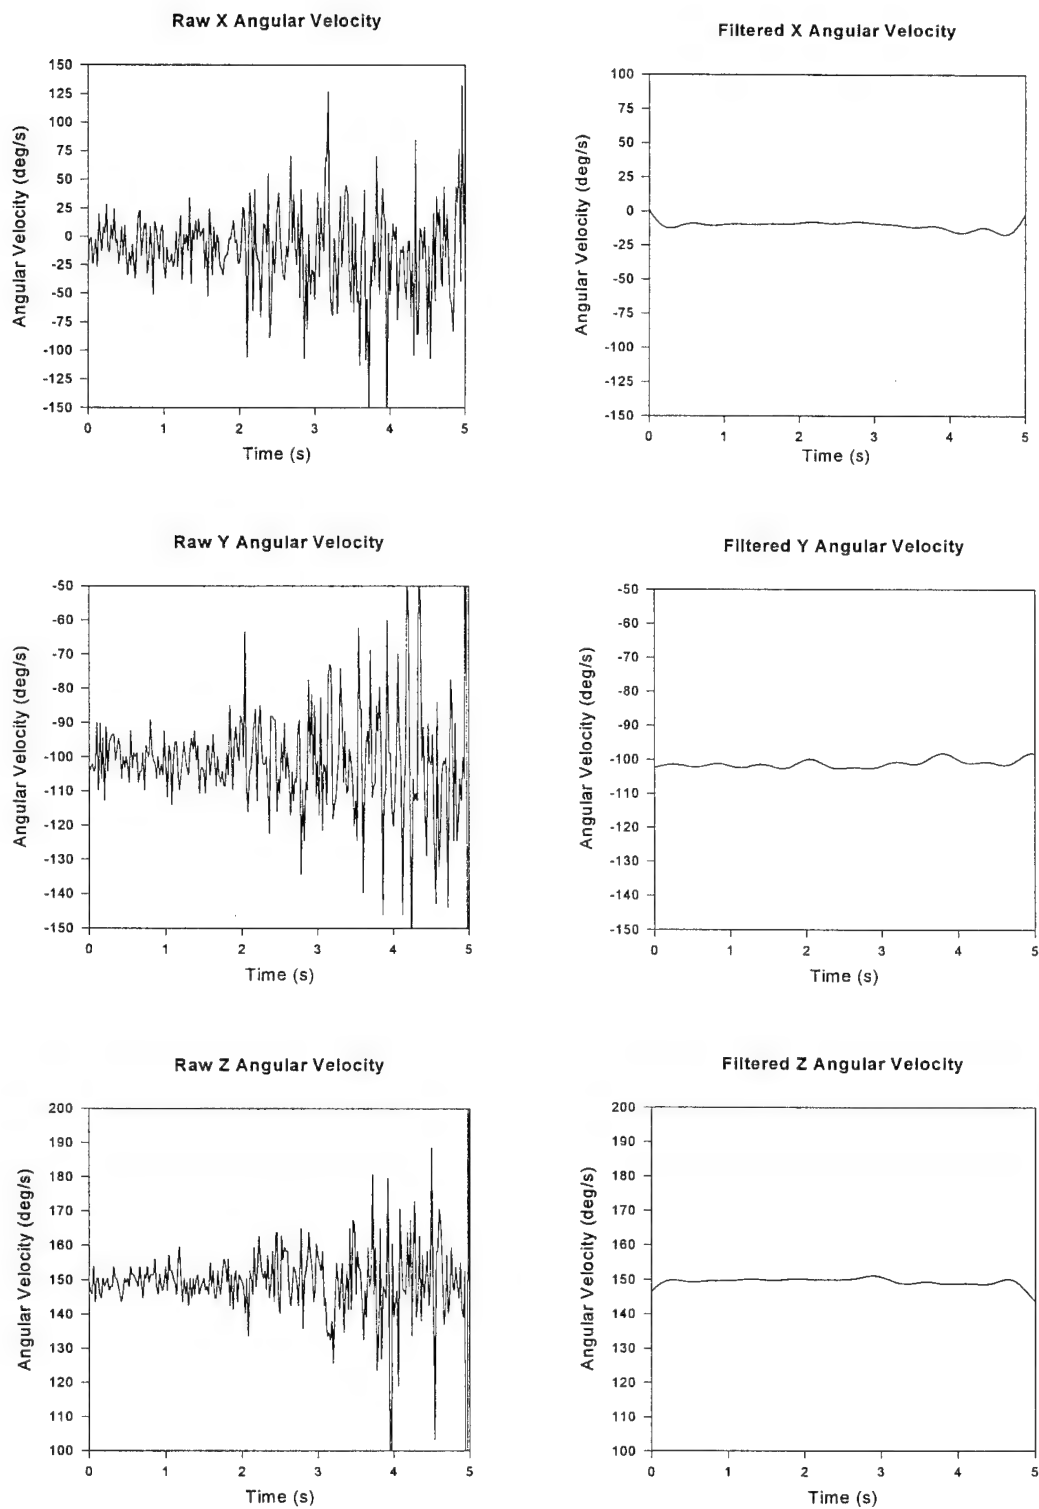 Raw X Angular Velocity
150
125
100
75
50
25
0
-25
-50
-75
-100
-125
-150
Angular Velocity (deg/s)
0 1 2 3 4 5
Time (s)
Filtered X Angular Velocity
100
75
50
25
0
-25
-50
-75
-100
-125
-150
Angular Velocity (deg/s)
0 1 2 3 4 5
Time (s)
Raw Y Angular Velocity
-50
-60
-70
-80
-90
-100
-110
-120
-130
-140
-150
Angular Velocity (deg/s)
0 1 2 3 4 5
Time (s)
Filtered Y Angular Velocity
-50
-60
-70
-80
-90
-100
-110
-120
-130
-140
-150
Angular Velocity (deg/s)
0 1 2 3 4 5
Time (s)
Raw Z Angular Velocity
200
190
180
170
160
150
140
130
120
110
100
Angular Velocity (deg/s)
0 1 2 3 4 5
Time (s)
Filtered Z Angular Velocity
200
190
180
170
160
150
140
130
120
110
100
Angular Velocity (deg/s)
0 1 2 3 4 5
Time (s)